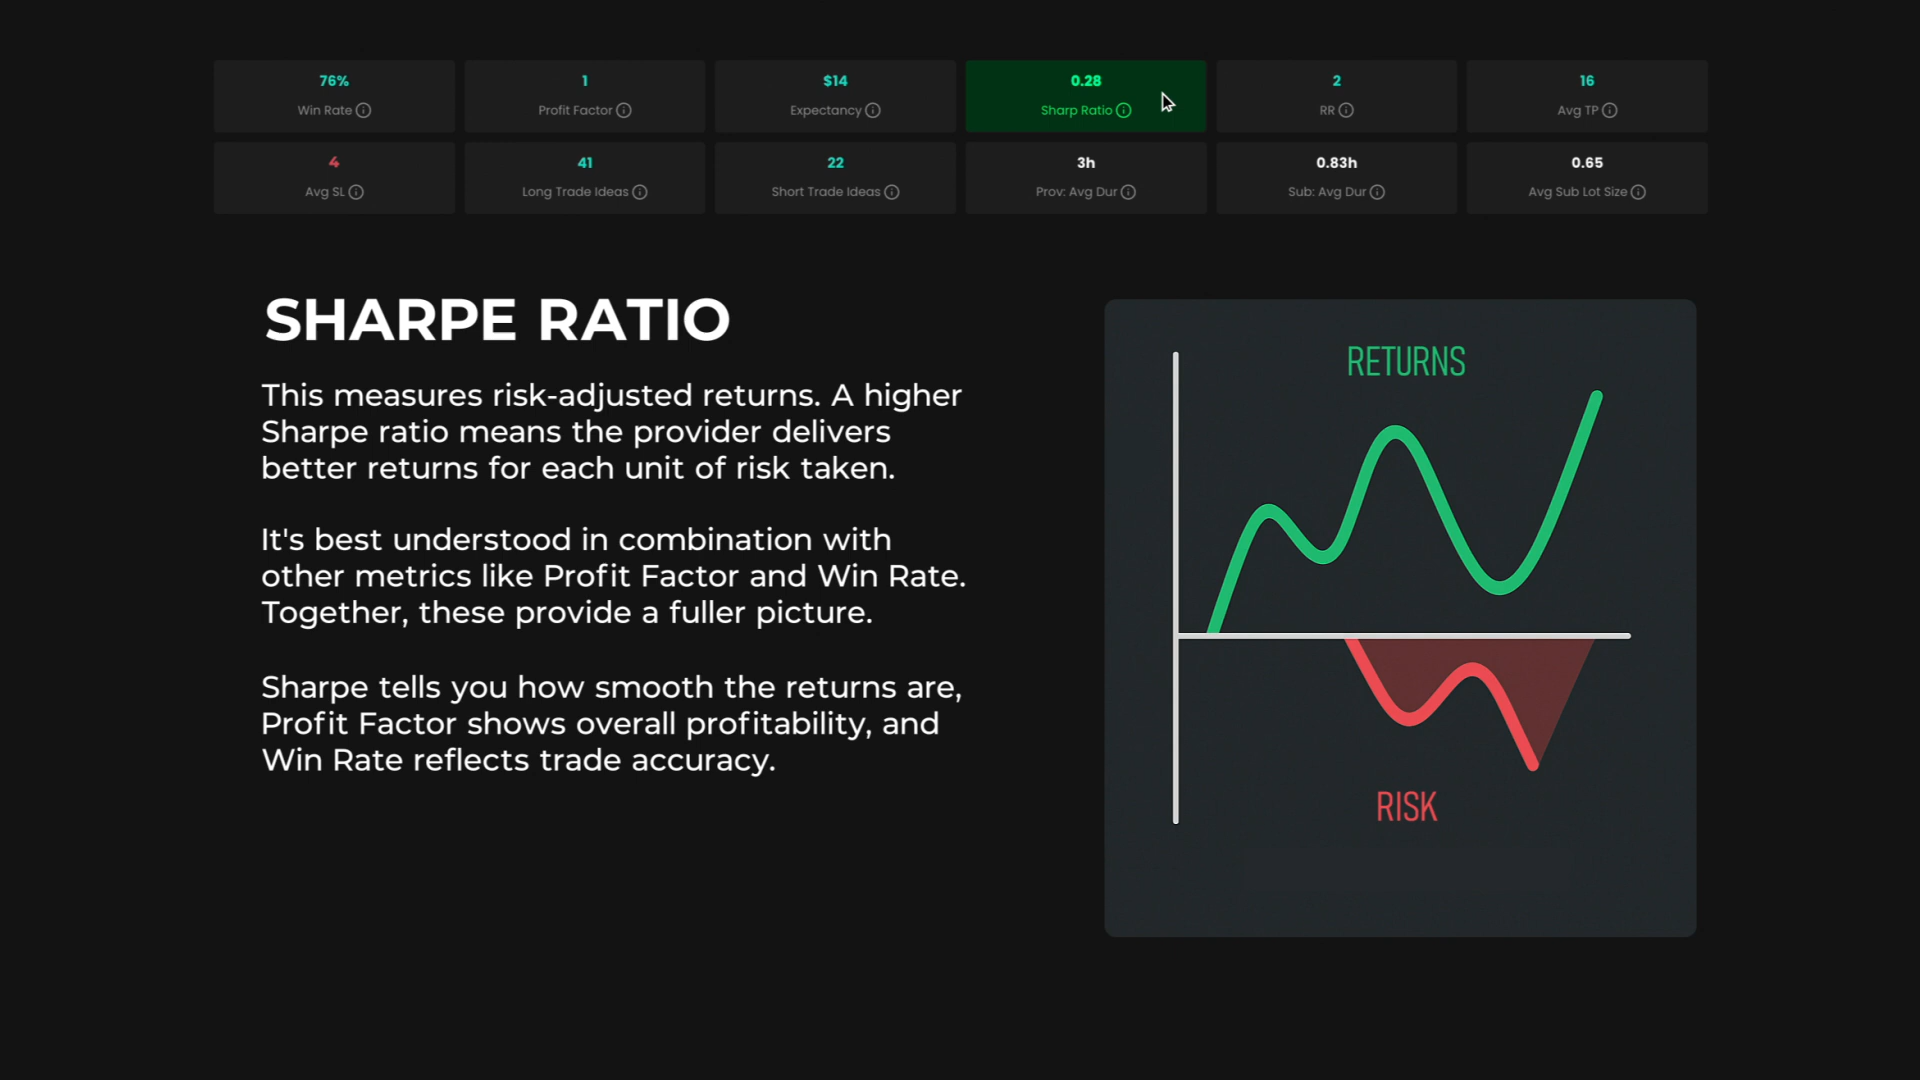 76%
Win Rate
1
Profit Factor
$14
Expectancy
0.28
Sharp Ratio
2
RR
16
Avg TP
4
Avg SL
41
Long Trade Ideas
22
Short Trade Ideas
3h
Prov: Avg Dur
0.83h
Sub: Avg Dur
0.65
Avg Sub Lot Size
SHARPE RATIO
This measures risk-adjusted returns. A higher
Sharpe ratio means the provider delivers
better returns for each unit of risk taken.
It's best understood in combination with
other metrics like Profit Factor and Win Rate.
Together, these provide a fuller picture.
Sharpe tells you how smooth the returns are,
Profit Factor shows overall profitability, and
Win Rate reflects trade accuracy.
RETURNS
RISK